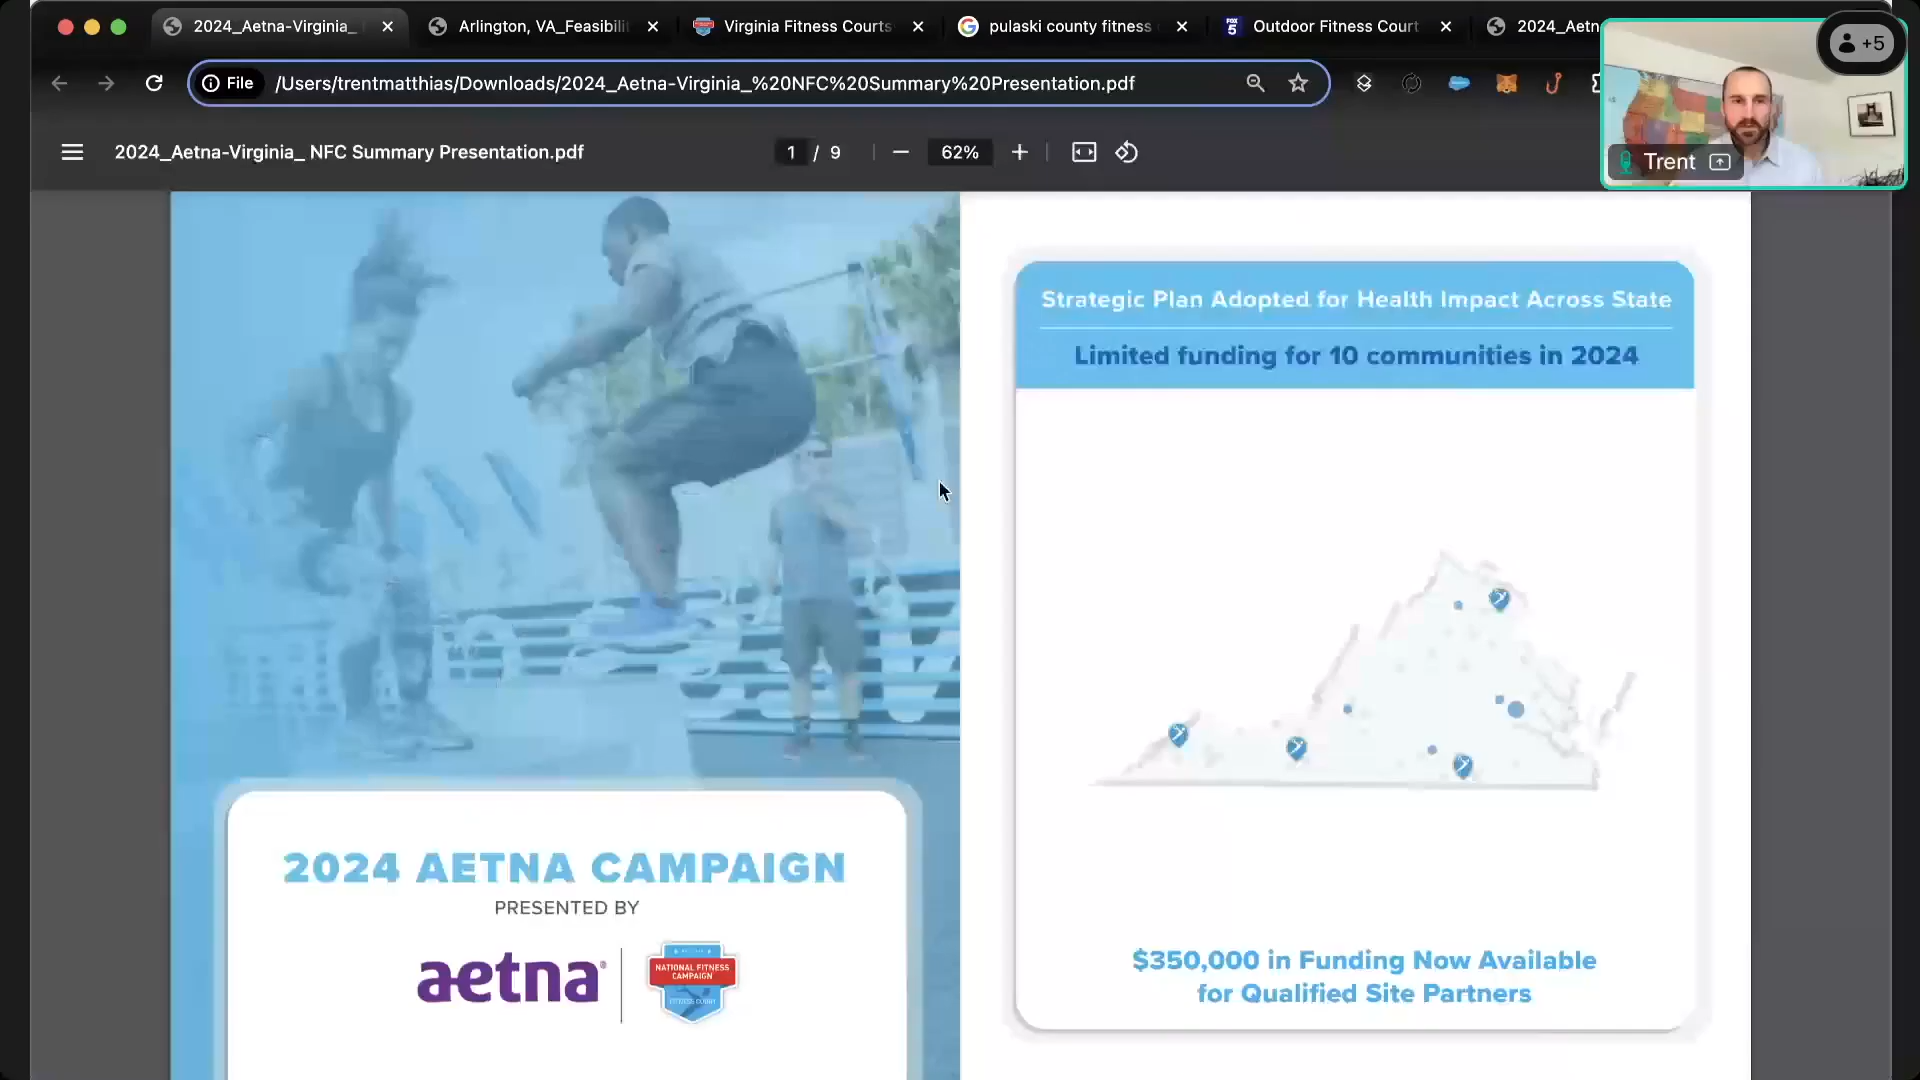 2024_Aetna-Virginia_
Arlington, VA_Feasibili
Virginia Fitness Courts
pulaski county fitness
Outdoor Fitness Court
2024_Aetn
+5
File
/Users/trentmatthias/Downloads/2024_Aetna-Virginia_%20NFC%20Summary%20Presentation.pdf
Trent
2024_Aetna-Virginia_ NFC Summary Presentation.pdf
1 / 9
62%
Strategic Plan Adopted for Health Impact Across State
Limited funding for 10 communities in 2024
2024 AETNA CAMPAIGN
PRESENTED BY
aetna®
NATIONAL FITNESS
CAMPAIGN
FITNESS COURT
$350,000 in Funding Now Available
for Qualified Site Partners